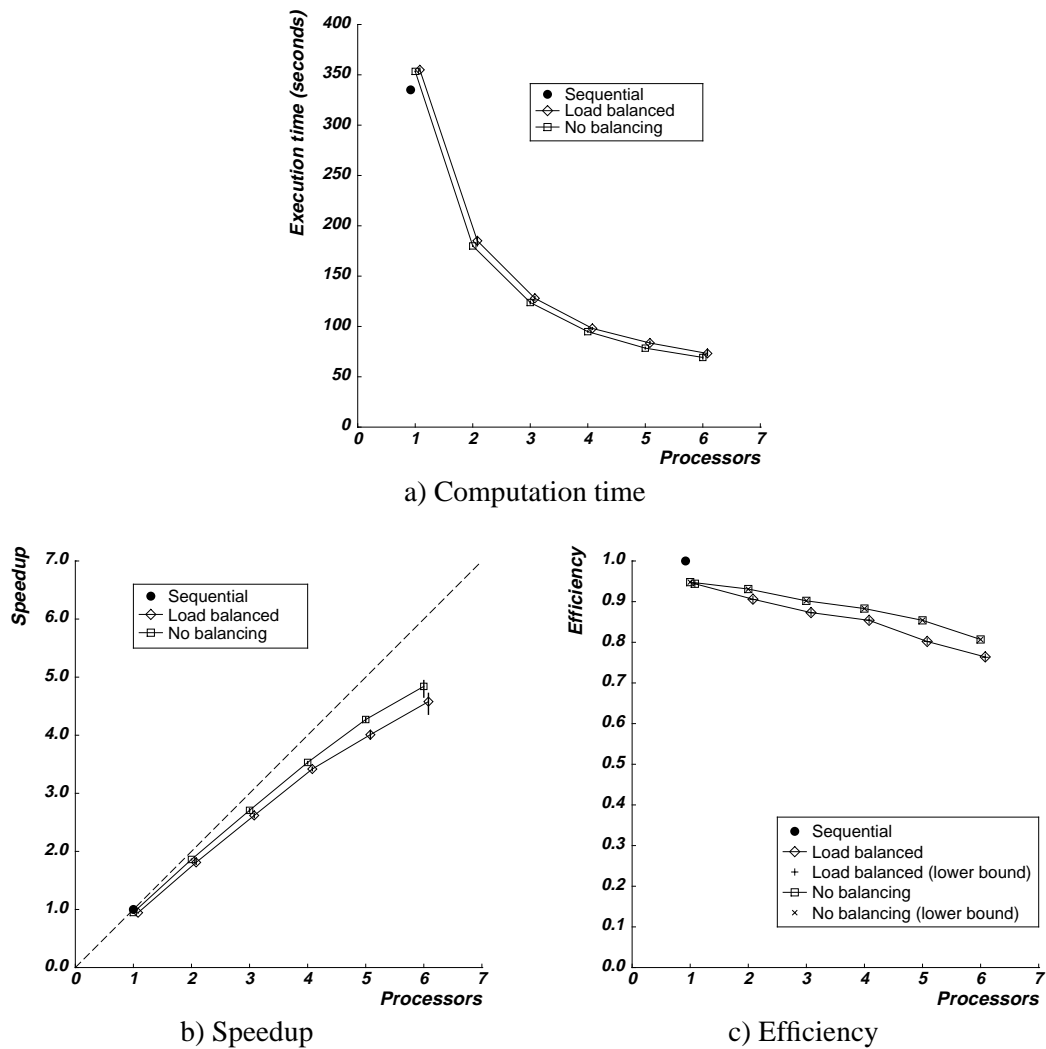 400
350
300
250
200
150
100
50
0
Execution time (seconds)
Sequential
Load balanced
No balancing
0 1 2 3 4 5 6 7
Processors
a) Computation time
Speedup
7.0
6.0
5.0
4.0
3.0
2.0
1.0
0.0
Sequential
Load balanced
No balancing
0 1 2 3 4 5 6 7
Processors
b) Speedup
Efficiency
1.0
0.9
0.8
0.7
0.6
0.5
0.4
0.3
0.2
0.1
0.0
Sequential
Load balanced
Load balanced (lower bound)
No balancing
No balancing (lower bound)
0 1 2 3 4 5 6 7
Processors
c) Efficiency